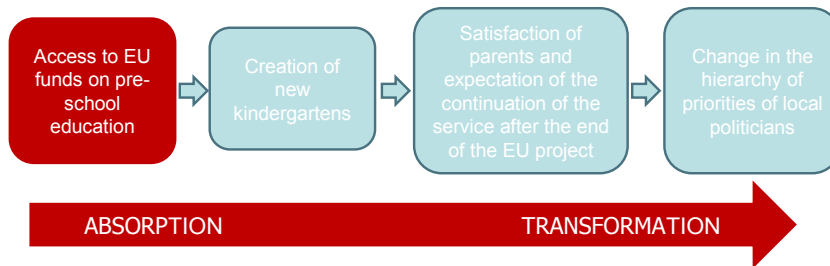 Access to EU
funds on pre-
school
education
Creation of
new
kindergartens
Satisfaction of
parents and
expectation of the
continuation of the
service after the end
of the EU project
Change in the
hierarchy of
priorities of local
politicians
ABSORPTION
TRANSFORMATION